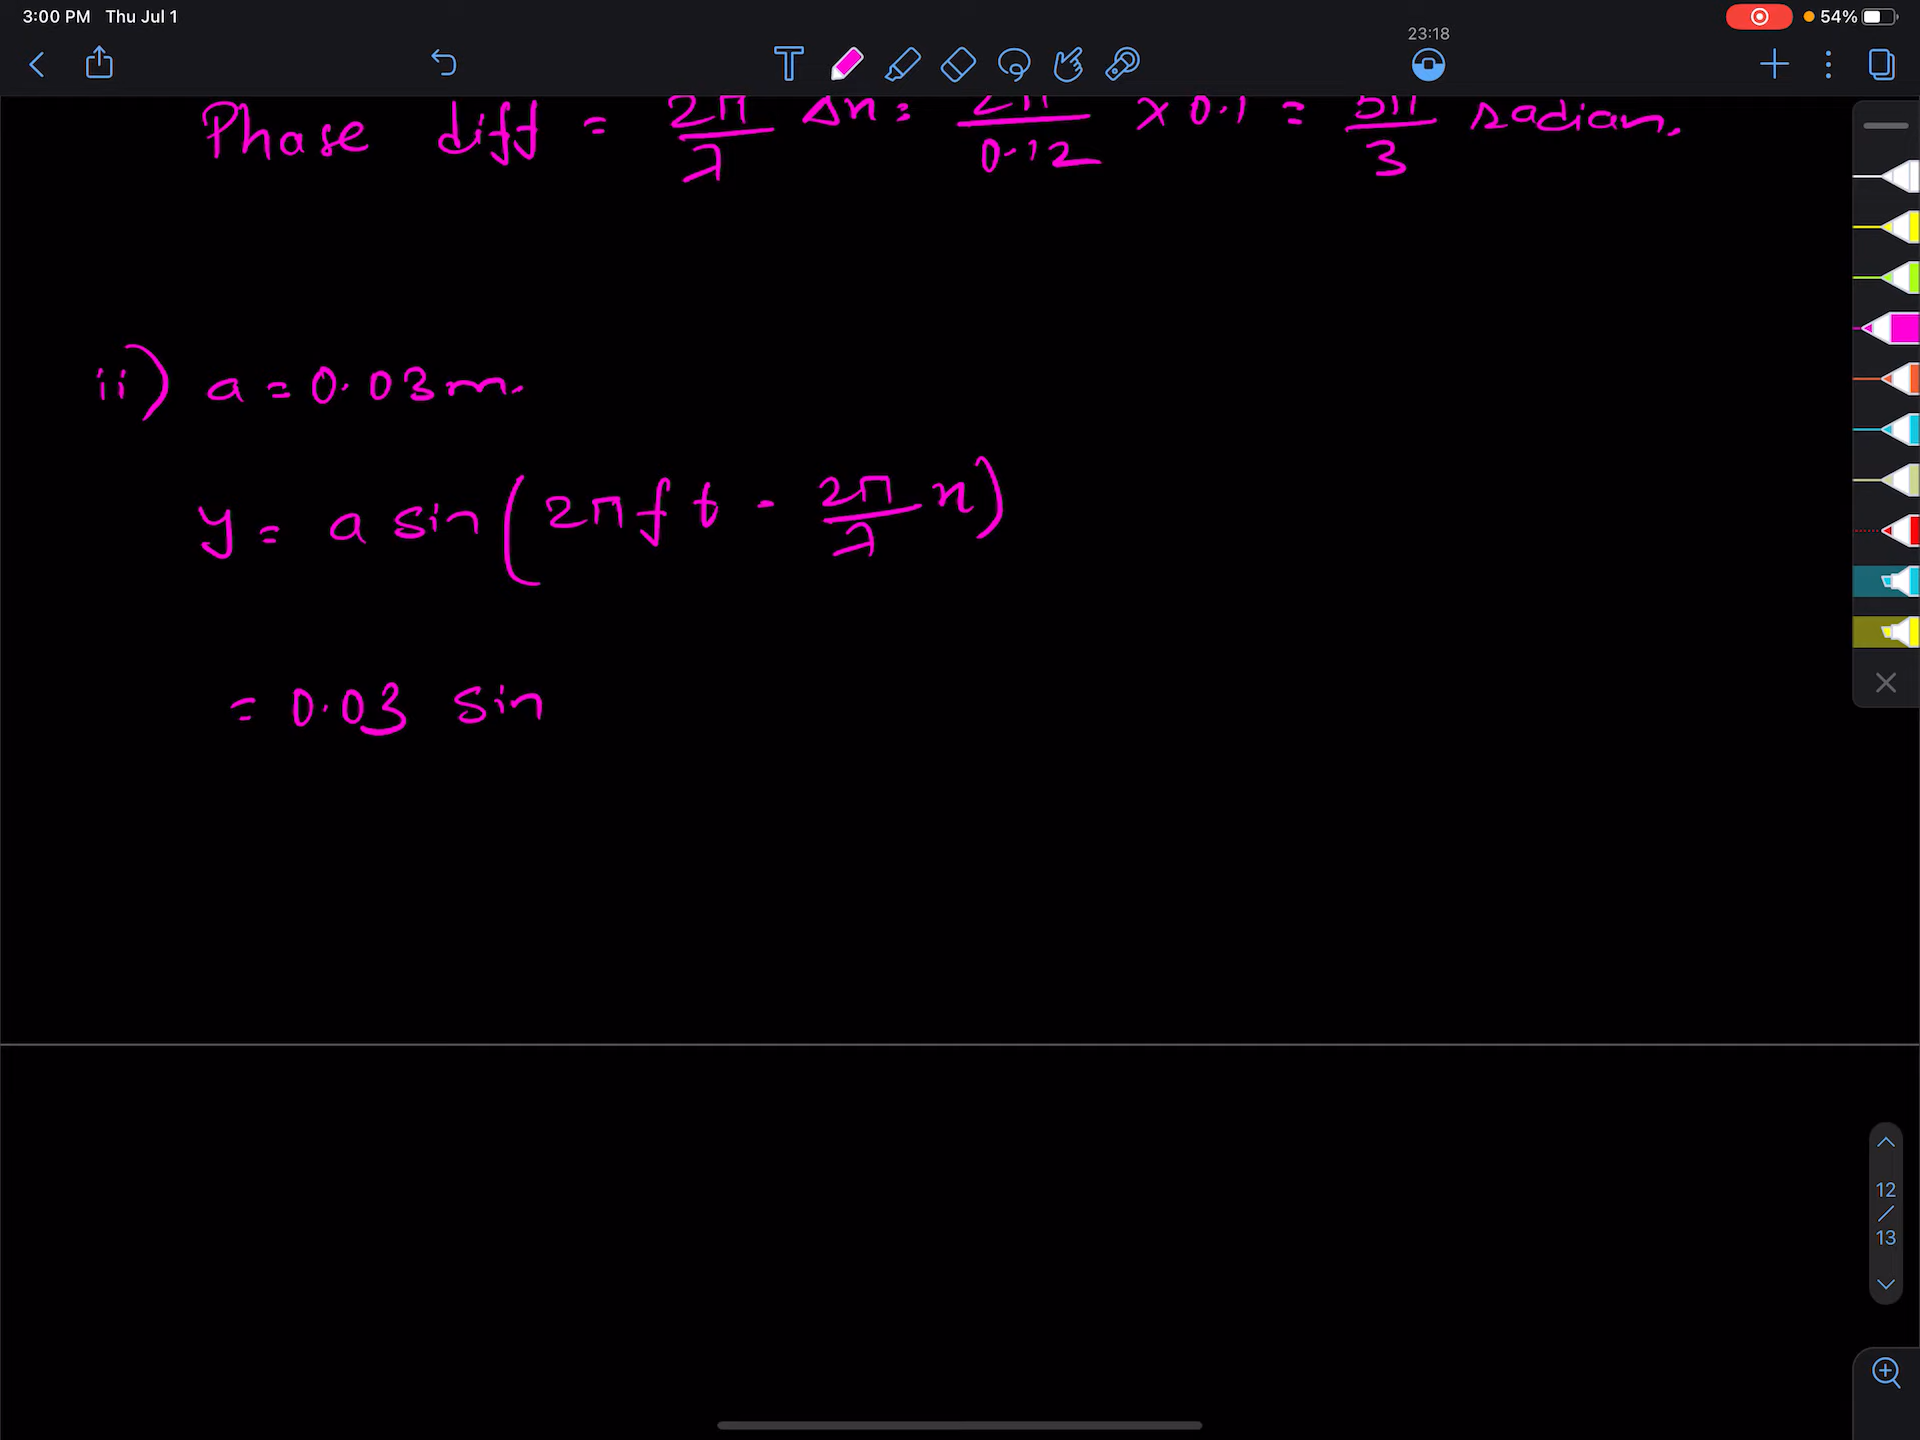 3:00 PM Thu Jul 1
54%
23:18
Phase diff = 2π/λ Δx = 2π/0.12 × 0.1 = 5π/3 radian.
ii) a = 0.03 m.
y = a sin (2πft - 2π/λ x)
= 0.03 sin
12
/
13